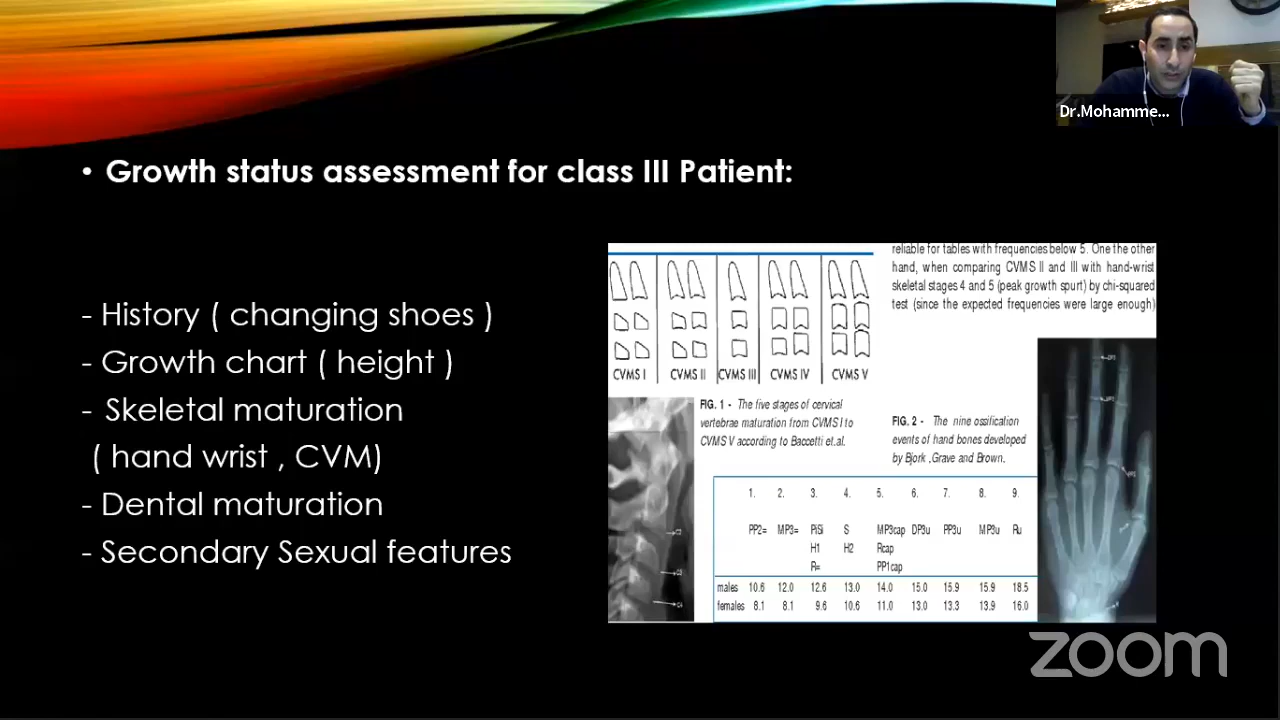 Dr.Mohamme...
• Growth status assessment for class III Patient:
- History ( changing shoes )
- Growth chart ( height )
- Skeletal maturation
( hand wrist , CVM)
- Dental maturation
- Secondary Sexual features
reliable for tables with frequencies below 5. One the other
hand, when comparing CVMS II and III with hand-wrist
skeletal stages 4 and 5 (peak growth spurt) by chi-squared
test (since the expected frequencies were large enough)
CVMS I CVMS II CVMS III CVMS IV CVMS V
FIG. 1 - The five stages of cervical
vertebrae maturation from CVMS I to
CVMS V according to Baccetti et.al.
FIG. 2 - The nine ossification
events of hand bones developed
by Bjork ,Grave and Brown.
1. 2. 3. 4. 5. 6. 7. 8. 9.
PP2= MP3= PiSi S MP3cap DP3u PP3u MP3u Ru
H1 H2 Rcap
R= PP1cap
males 10.6 12.0 12.6 13.0 14.0 15.0 15.9 15.9 18.5
females 8.1 8.1 9.6 10.6 11.0 13.0 13.3 13.9 16.0
zoom